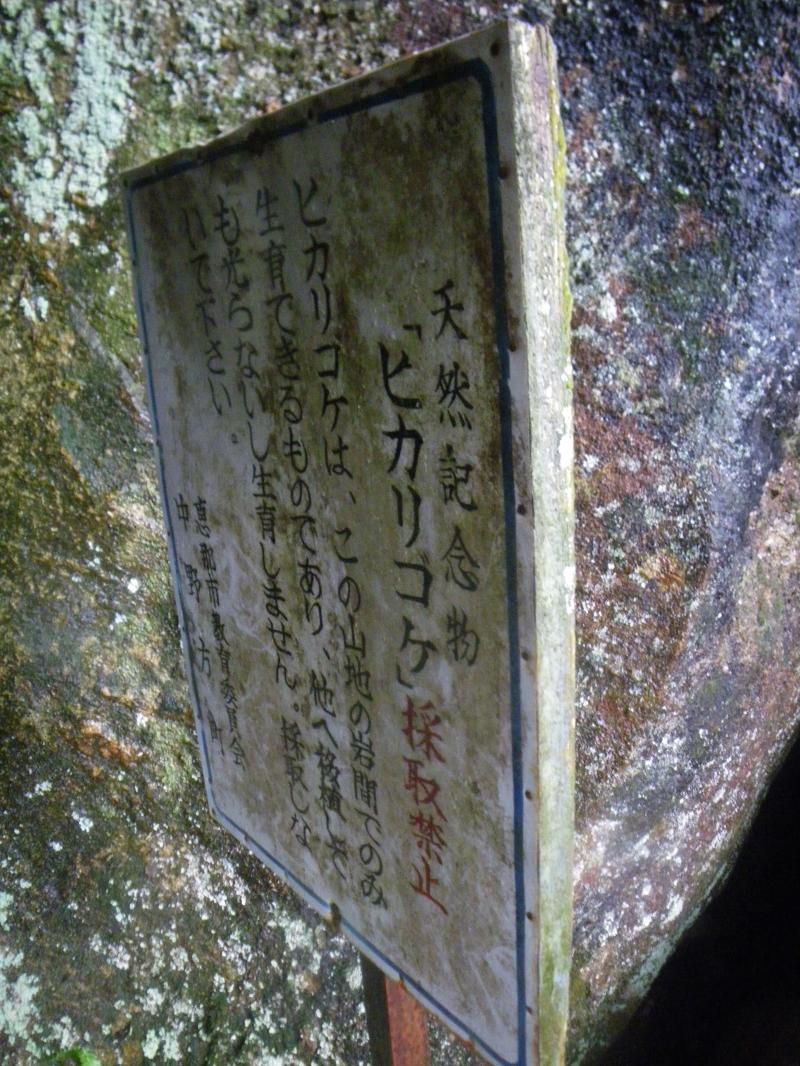 天然記念物
「ヒカリゴケ」採取禁止
ヒカリゴケは、この山地の岩間でのみ
生育できるものであり、他へ移植して
も光らないし生育しません。採取しな
いで下さい。
恵那市教育委員会
中野方町